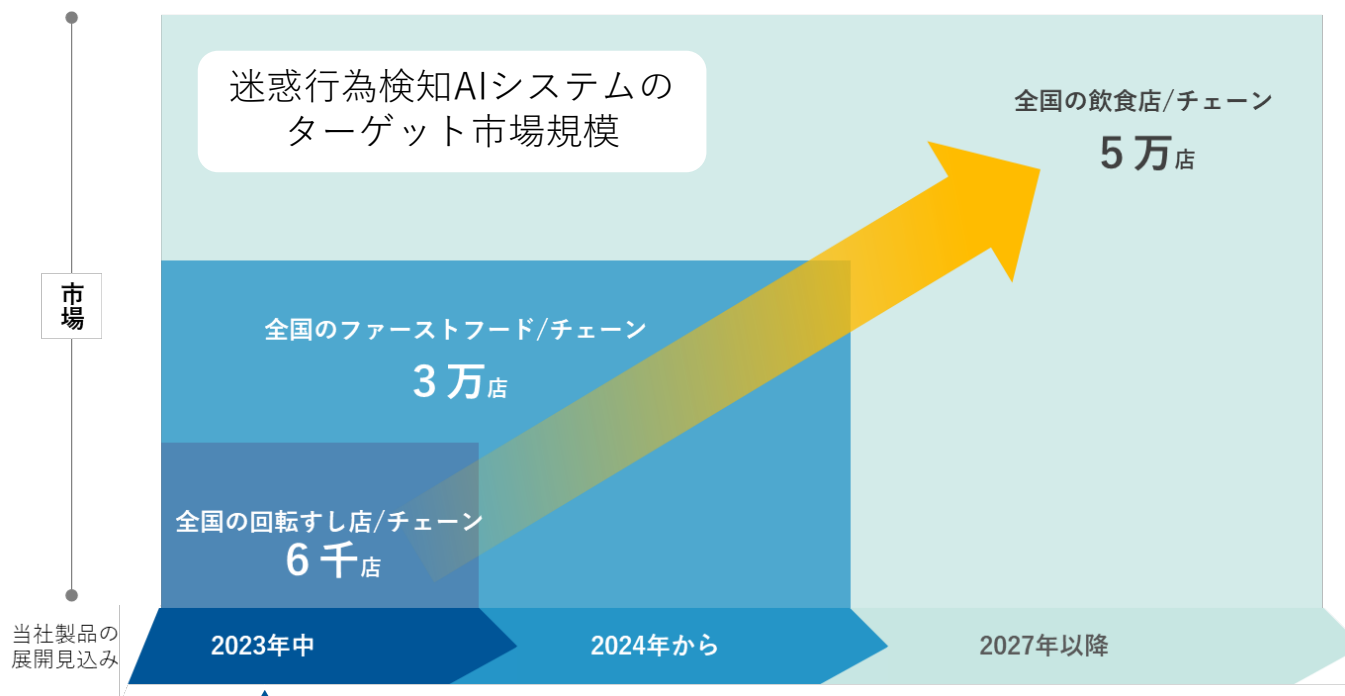 迷惑行為検知AIシステムの
ターゲット市場規模
全国の飲食店/チェーン
5万店
市場
全国のファーストフード/チェーン
3万店
全国の回転すし店/チェーン
6千店
当社製品の
展開見込み
2023年中
2024年から
2027年以降